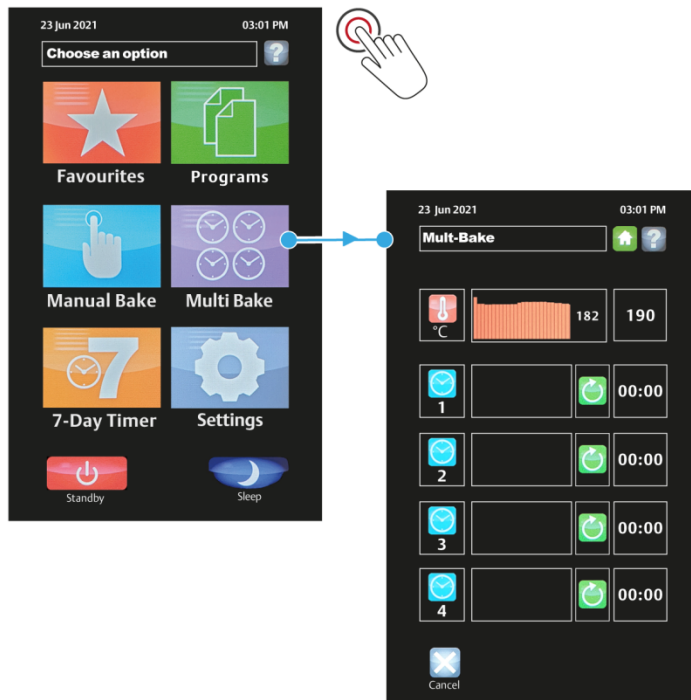 23 Jun 2021 03:01 PM
Choose an option ?
Favourites Programs
Manual Bake Multi Bake
7
7-Day Timer Settings
Standby Sleep
23 Jun 2021 03:01 PM
Mult-Bake ?
°C 182 190
1 00:00
2 00:00
3 00:00
4 00:00
Cancel